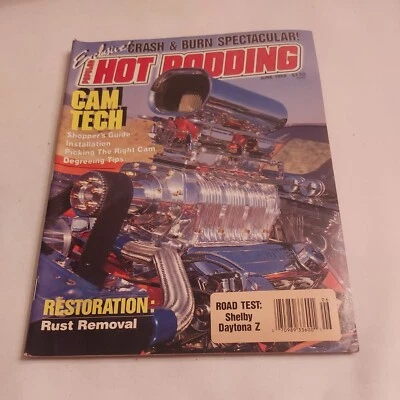 Exclusive!
CRASH & BURN SPECTACULAR!
HOT RODDING
CAM
TECH
Shopper's Guide
Installation
Picking The Right Cam
Degreeing Tips
RESTORATION:
Rust Removal
ROAD TEST:
Shelby
Daytona Z